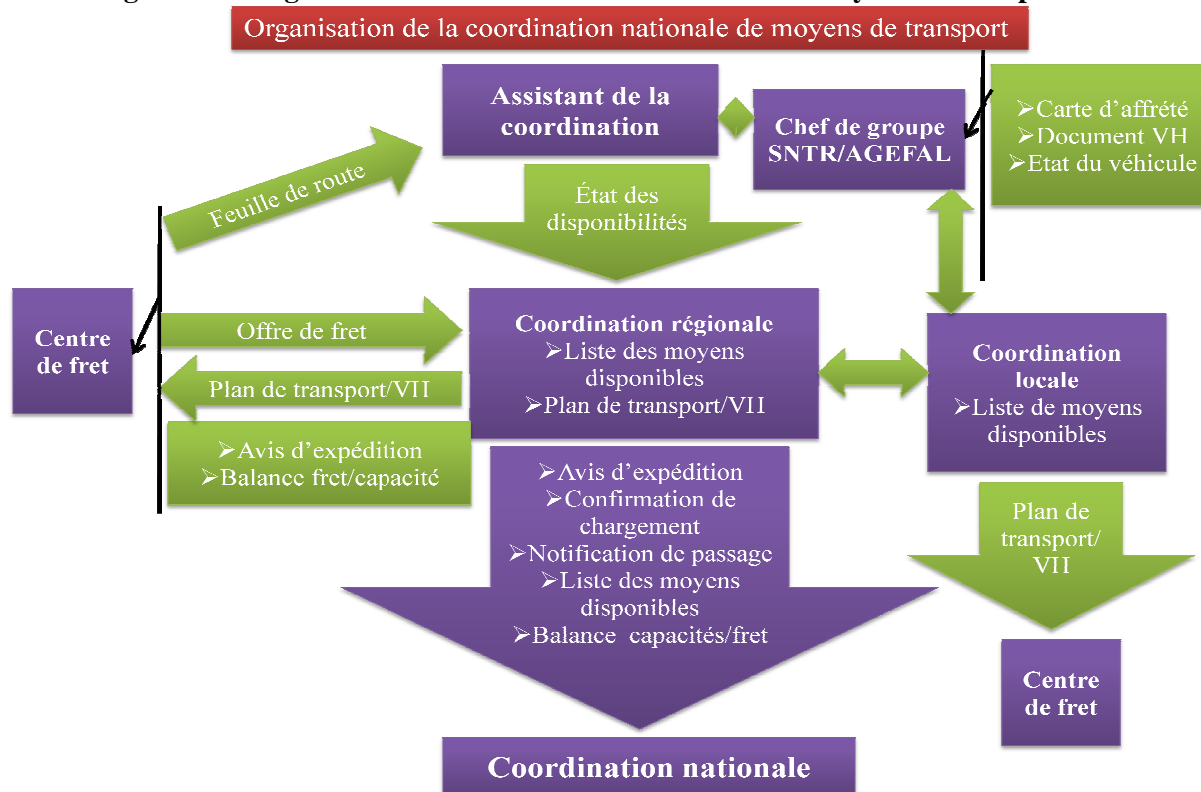 Organisation de la coordination nationale de moyens de transport
Assistant de la
coordination
Chef de groupe
SNTR/AGEFAL
➢Carte d'affrété
➢Document VH
➢Etat du véhicule
Feuille de route
État des
disponibilités
Centre
de fret
Offre de fret
Plan de transport/VH
➢Avis d'expédition
➢Balance fret/capacité
Coordination régionale
➢Liste des moyens
disponibles
➢Plan de transport/VH
Coordination
locale
➢Liste de moyens
disponibles
➢Avis d'expédition
➢Confirmation de
chargement
➢Notification de passage
➢Liste des moyens
disponibles
➢Balance capacités/fret
Plan de
transport/
VH
Centre
de fret
Coordination nationale